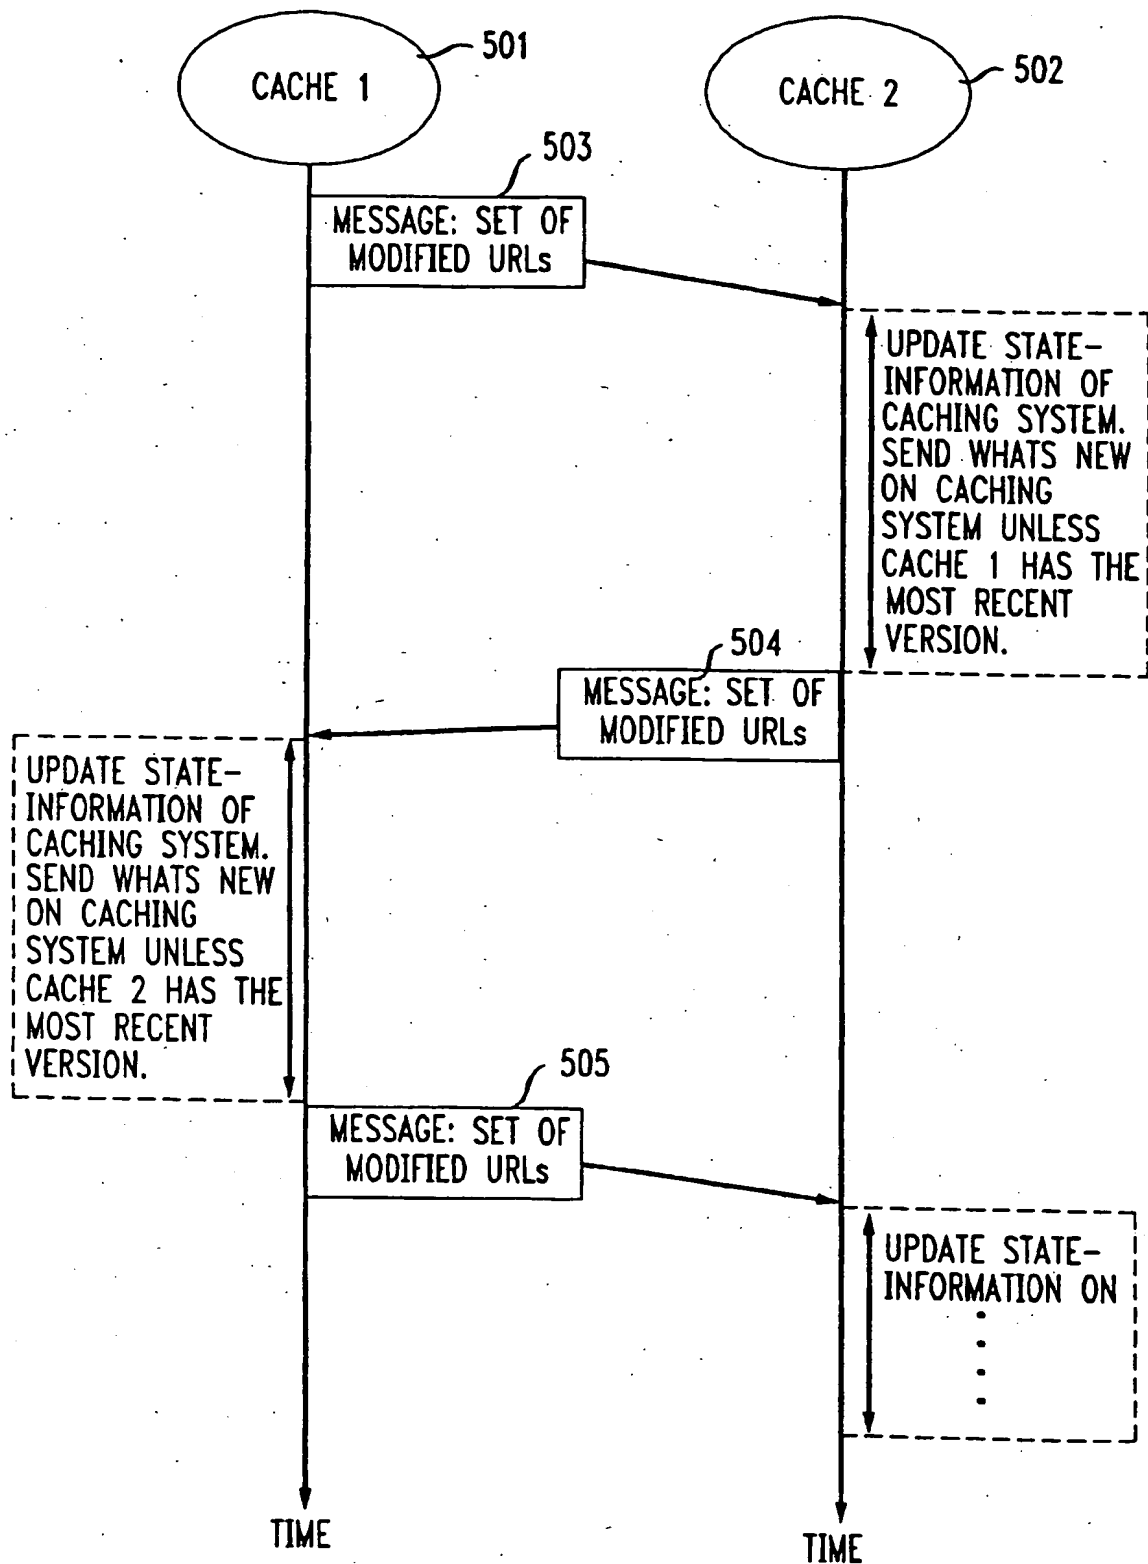 501
CACHE 1
502
CACHE 2
503
MESSAGE: SET OF
MODIFIED URLs
UPDATE STATE-
INFORMATION OF
CACHING SYSTEM.
SEND WHATS NEW
ON CACHING
SYSTEM UNLESS
CACHE 1 HAS THE
MOST RECENT
VERSION.
504
MESSAGE: SET OF
MODIFIED URLs
UPDATE STATE-
INFORMATION OF
CACHING SYSTEM.
SEND WHATS NEW
ON CACHING
SYSTEM UNLESS
CACHE 2 HAS THE
MOST RECENT
VERSION.
505
MESSAGE: SET OF
MODIFIED URLs
UPDATE STATE-
INFORMATION ON
TIME
TIME